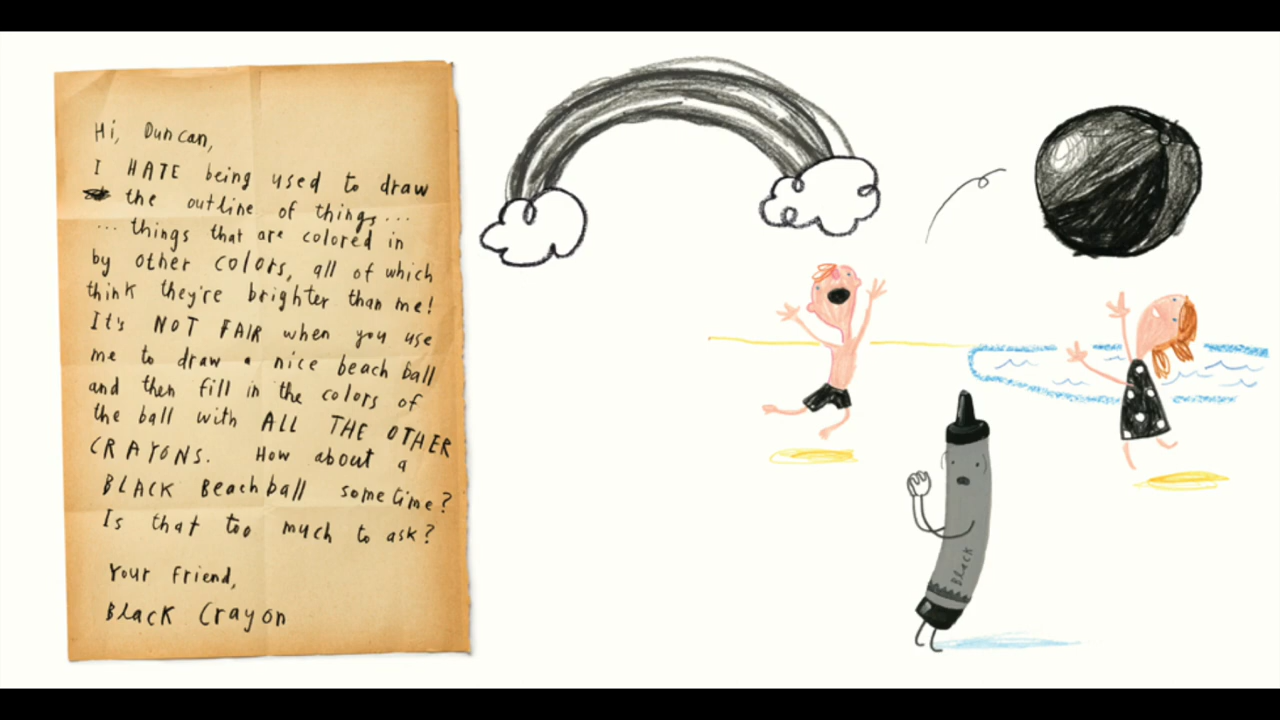 Hi, Duncan,
I HATE being used to draw
the outline of things...
... things that are colored in
by other colors, all of which
think they're brighter than me!
It's NOT FAIR when you use
me to draw a nice beach ball
and then fill in the colors of
the ball with ALL THE OTHER
CRAYONS. How about a
BLACK Beach ball sometime?
Is that too much to ask?
Your friend,
Black Crayon
Black